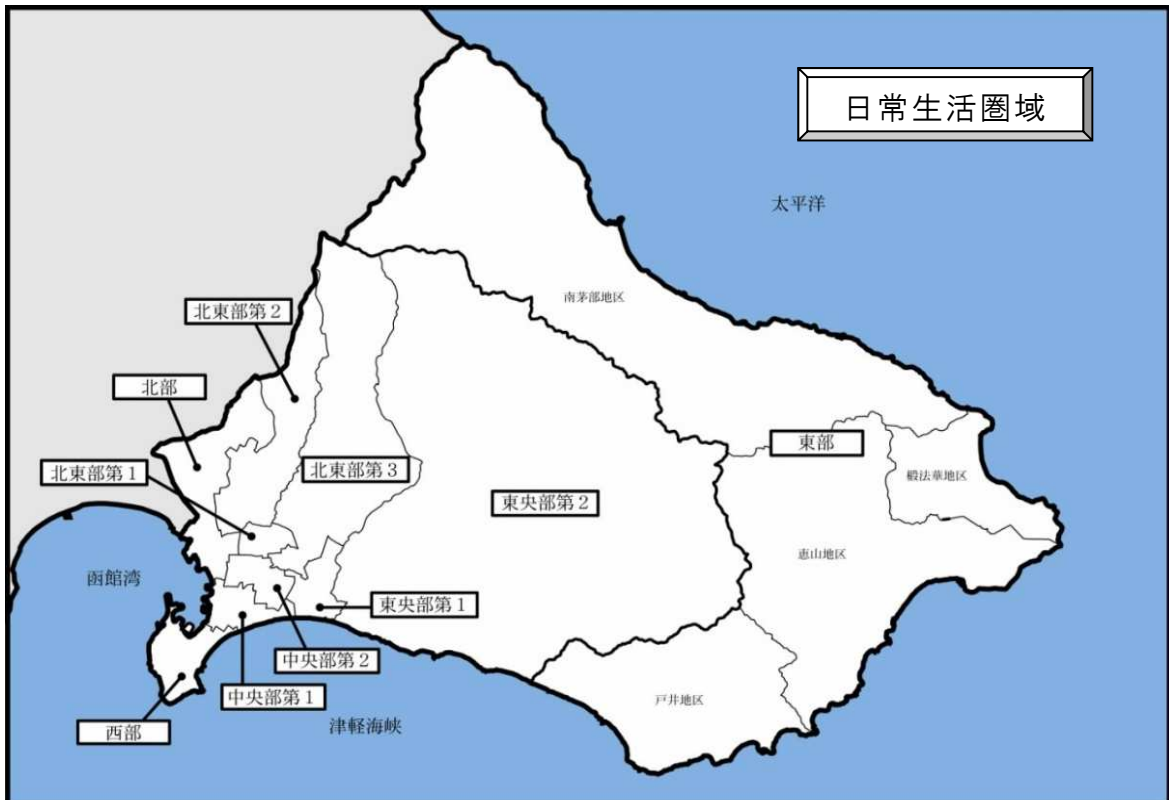 日常生活圏域
太平洋
南茅部地区
北東部第２
北部
東部
北東部第１
北東部第３
椴法華地区
東央部第２
恵山地区
函館湾
東央部第１
中央部第２
中央部第１
戸井地区
西部
津軽海峡